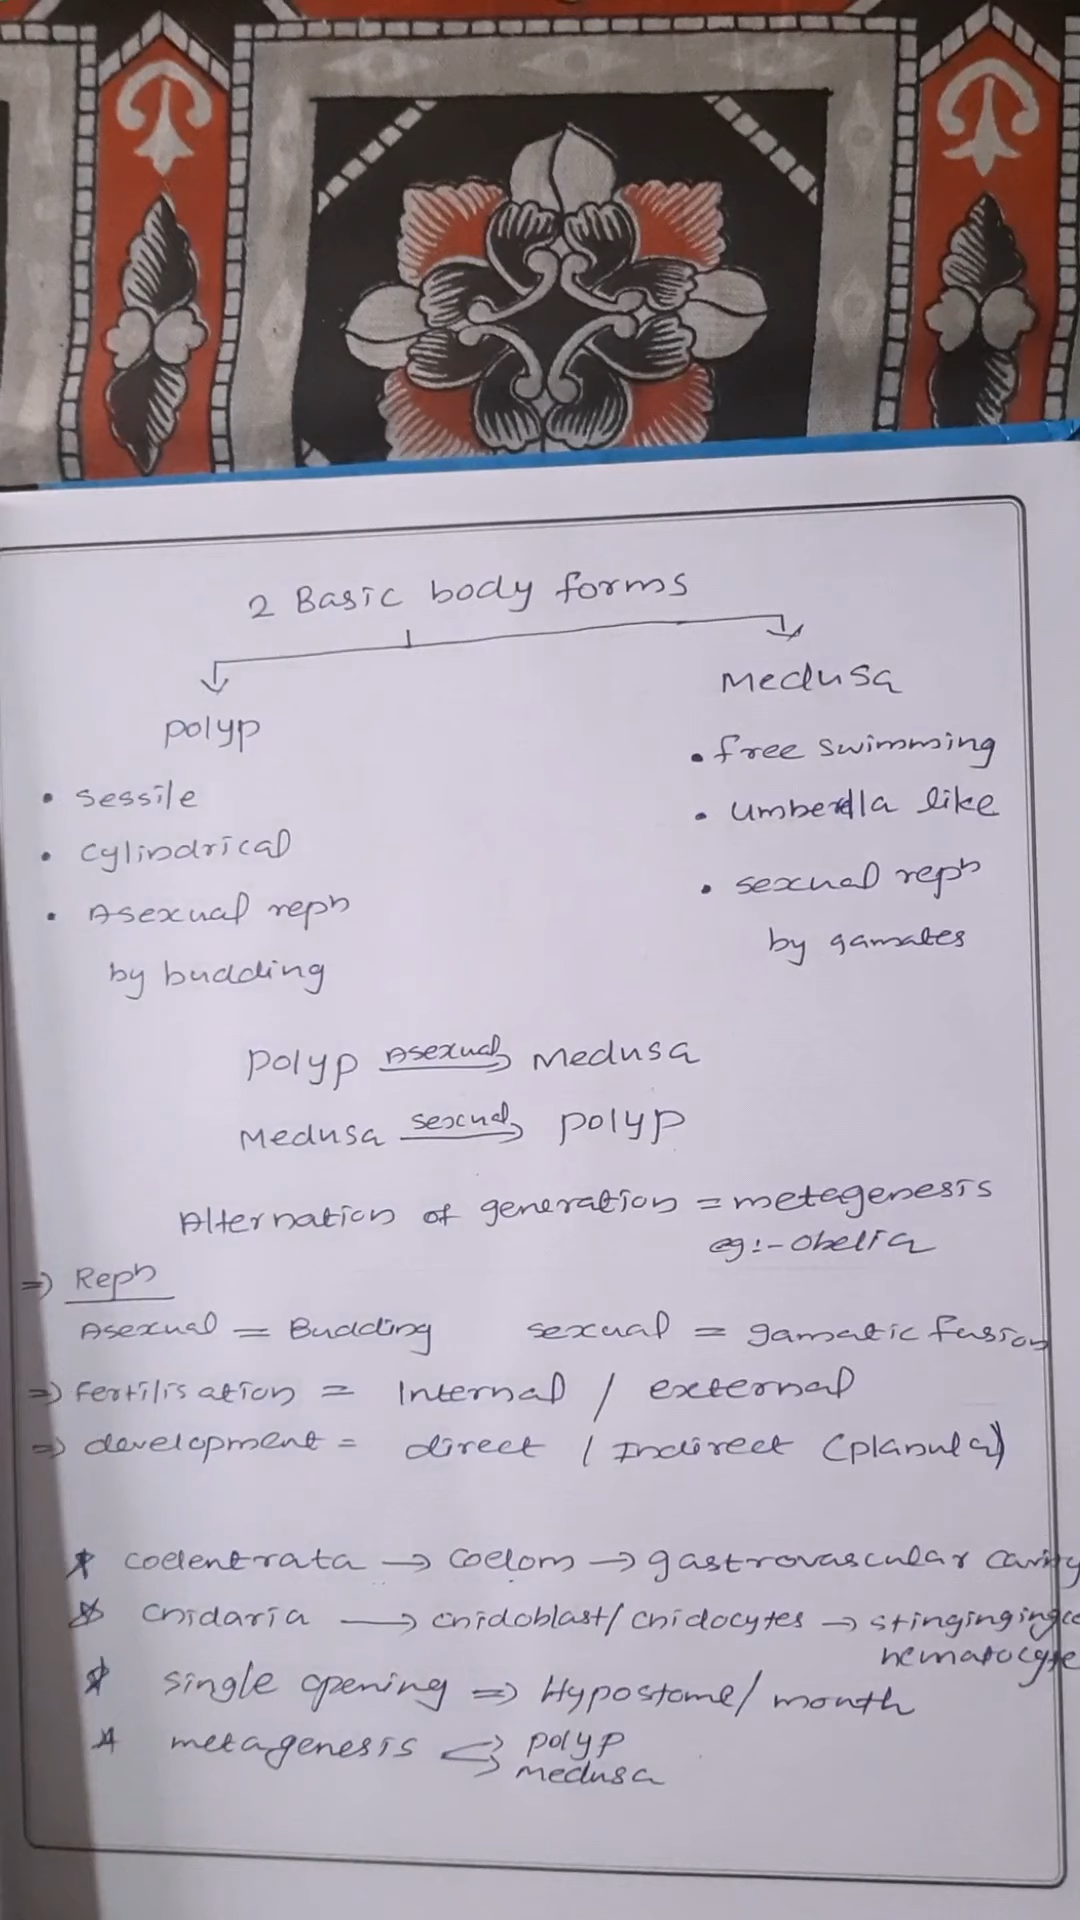 2 Basic body forms
Polyp
• Sessile
• Cylindrical
• Asexual repn
by budding
Medusa
• free swimming
• Umberlla like
• sexual repn
by gamates
Polyp Asexual Medusa
Medusa sexual polyp
Alternation of generation = metegenesis
eg:- Obelia
=) Repn
Asexual = Budding sexual = gamatic fusion
=) fertilisation = Internal / external
=) development = direct / Indirect (planula)
* coelentrata → coelom → gastrovascular cavity
* Cnidaria → cnidoblast/ cnidocytes → stinginging
nematocyte
* single opening => Hypostome/ mouth
* metagenesis polyp
medusa